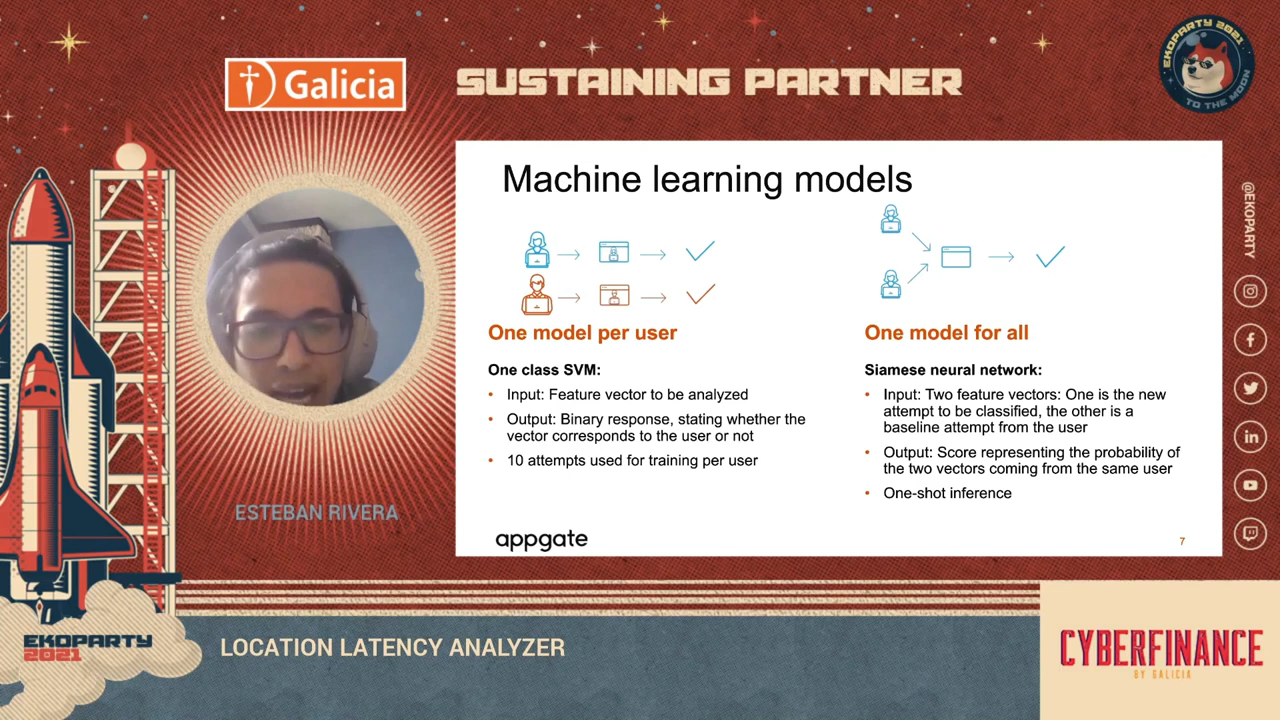 Galicia
SUSTAINING PARTNER
EKOPARTY 2021
TO THE MOON
@EKOPARTY
Machine learning models
One model per user
One class SVM:
• Input: Feature vector to be analyzed
• Output: Binary response, stating whether the
vector corresponds to the user or not
• 10 attempts used for training per user
One model for all
Siamese neural network:
• Input: Two feature vectors: One is the new
attempt to be classified, the other is a
baseline attempt from the user
• Output: Score representing the probability of
the two vectors coming from the same user
• One-shot inference
appgate
7
ESTEBAN RIVERA
EKOPARTY
2021
LOCATION LATENCY ANALYZER
CYBERFINANCE
BY GALICIA